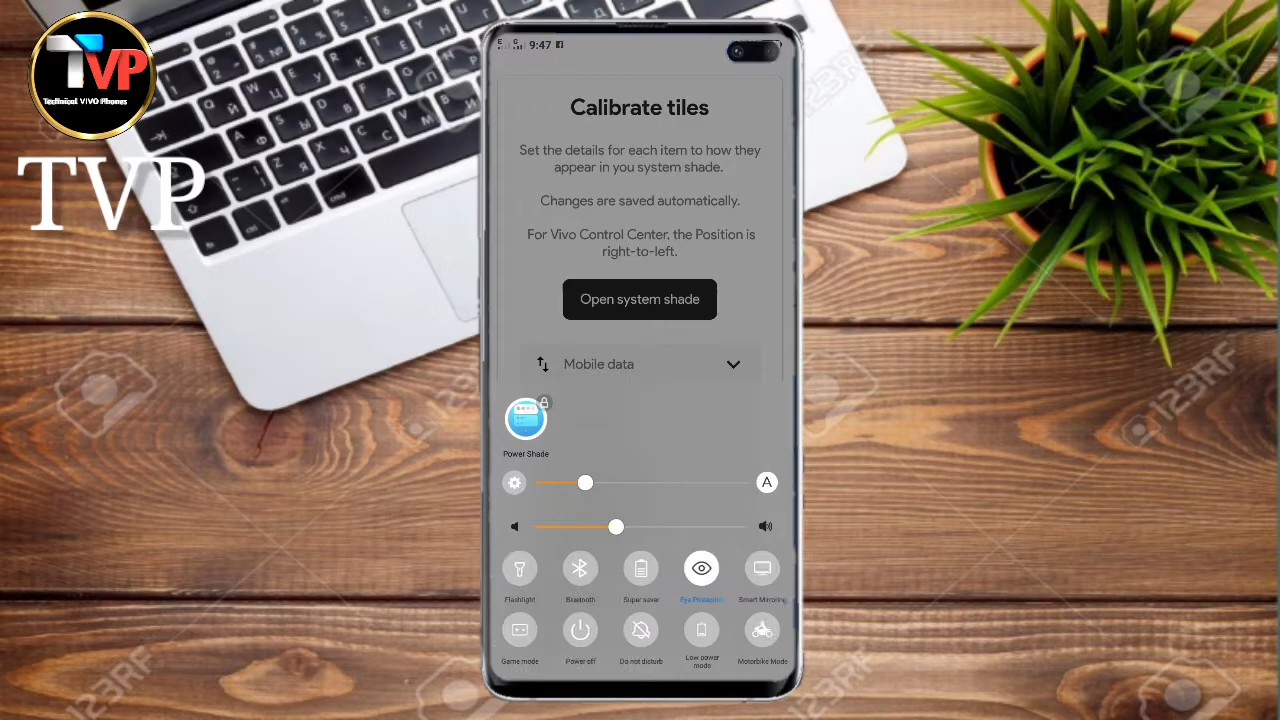 TVP
Technical VIVO Phones
TVP
9:47
Calibrate tiles
Set the details for each item to how they
appear in you system shade.
Changes are saved automatically.
For Vivo Control Center, the Position is
right-to-left.
Open system shade
Mobile data
Power Shade
A
Flashlight
Bluetooth
Super saver
Eye Protection
Smart Mirroring
Game mode
Power off
Do not disturb
Low power
mode
Motorbike Mode
123RF
123RF
123RF
123RF